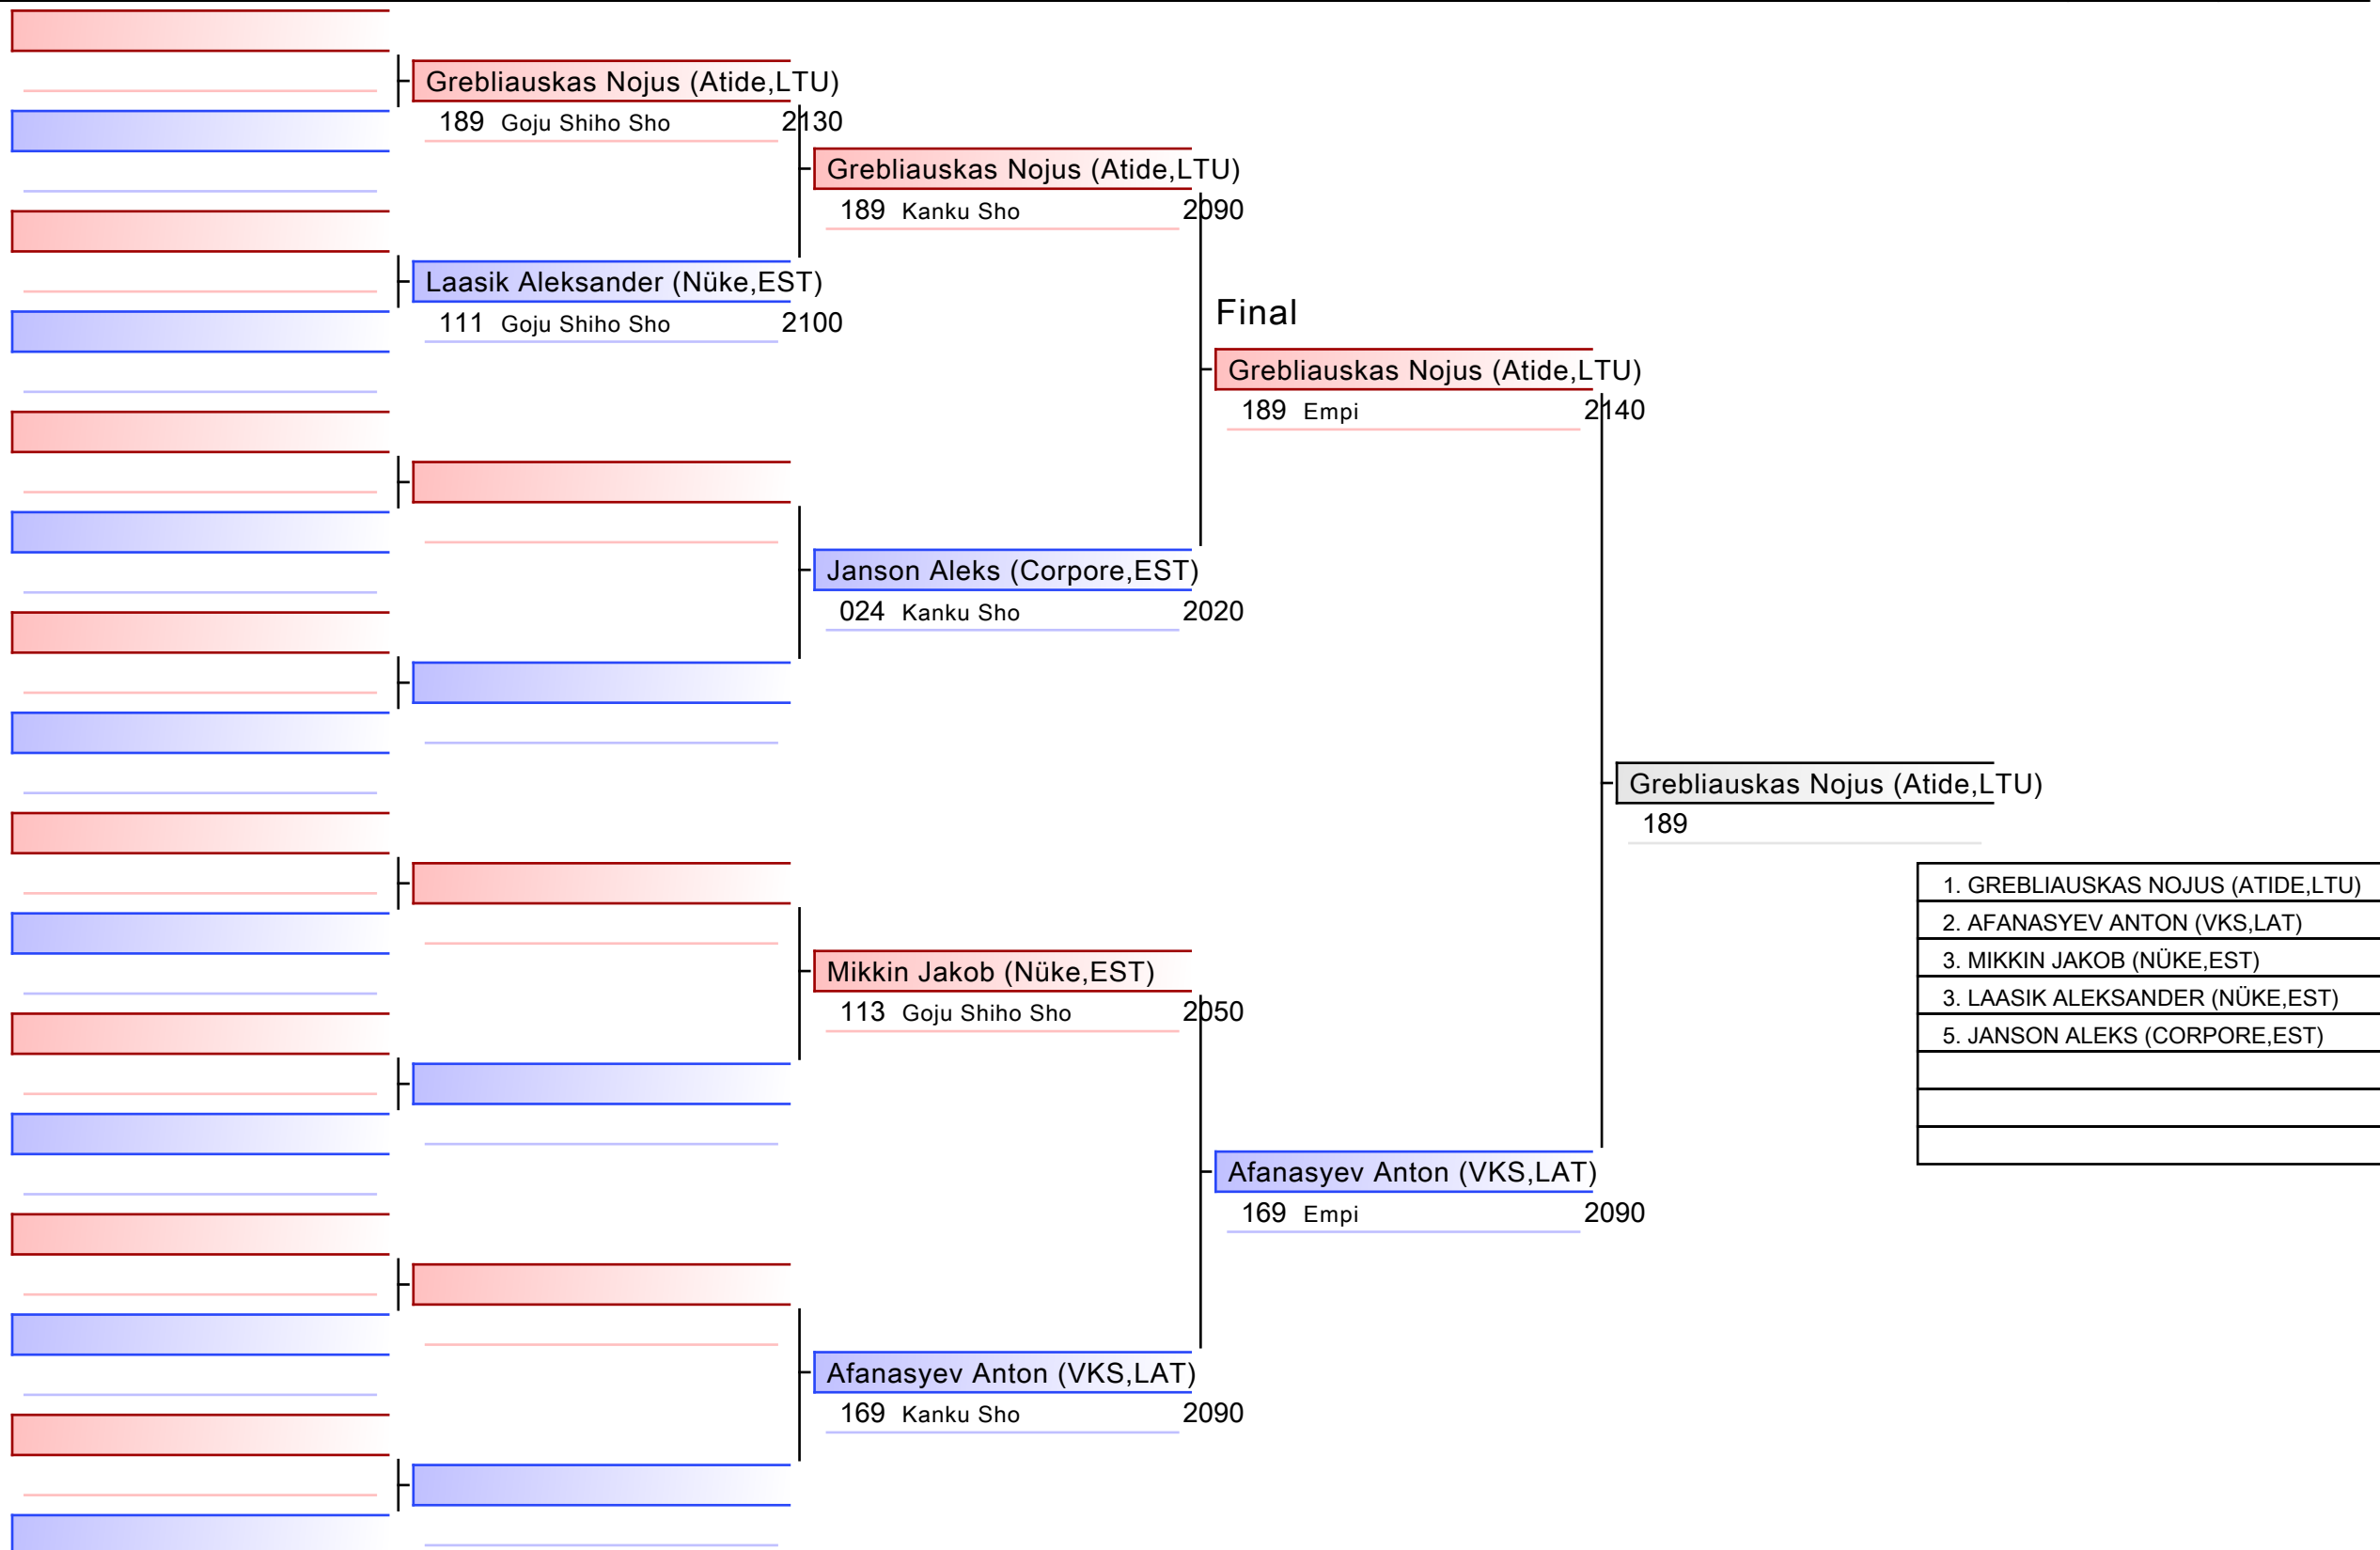 Grebliauskas Nojus (Atide,LTU)
189 Goju Shiho Sho 2130
Grebliauskas Nojus (Atide,LTU)
189 Kanku Sho 2090
Laasik Aleksander (Nüke,EST)
111 Goju Shiho Sho 2100
Final
Grebliauskas Nojus (Atide,LTU)
189 Empi 2140
Janson Aleks (Corpore,EST)
024 Kanku Sho 2020
Grebliauskas Nojus (Atide,LTU)
189
1. GREBLIAUSKAS NOJUS (ATIDE,LTU)
2. AFANASYEV ANTON (VKS,LAT)
3. MIKKIN JAKOB (NÜKE,EST)
3. LAASIK ALEKSANDER (NÜKE,EST)
5. JANSON ALEKS (CORPORE,EST)
Mikkin Jakob (Nüke,EST)
113 Goju Shiho Sho 2050
Afanasyev Anton (VKS,LAT)
169 Empi 2090
Afanasyev Anton (VKS,LAT)
169 Kanku Sho 2090